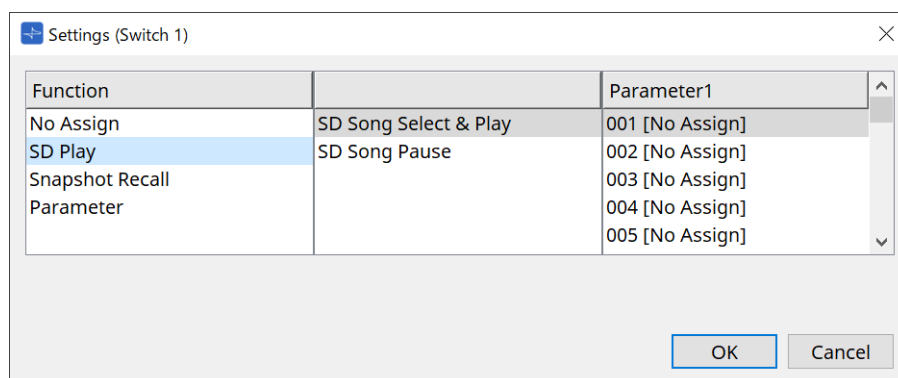 Settings (Switch 1)
Function Parameter1
No Assign SD Song Select & Play 001 [No Assign]
SD Play SD Song Pause 002 [No Assign]
Snapshot Recall 003 [No Assign]
Parameter 004 [No Assign]
005 [No Assign]
OK Cancel